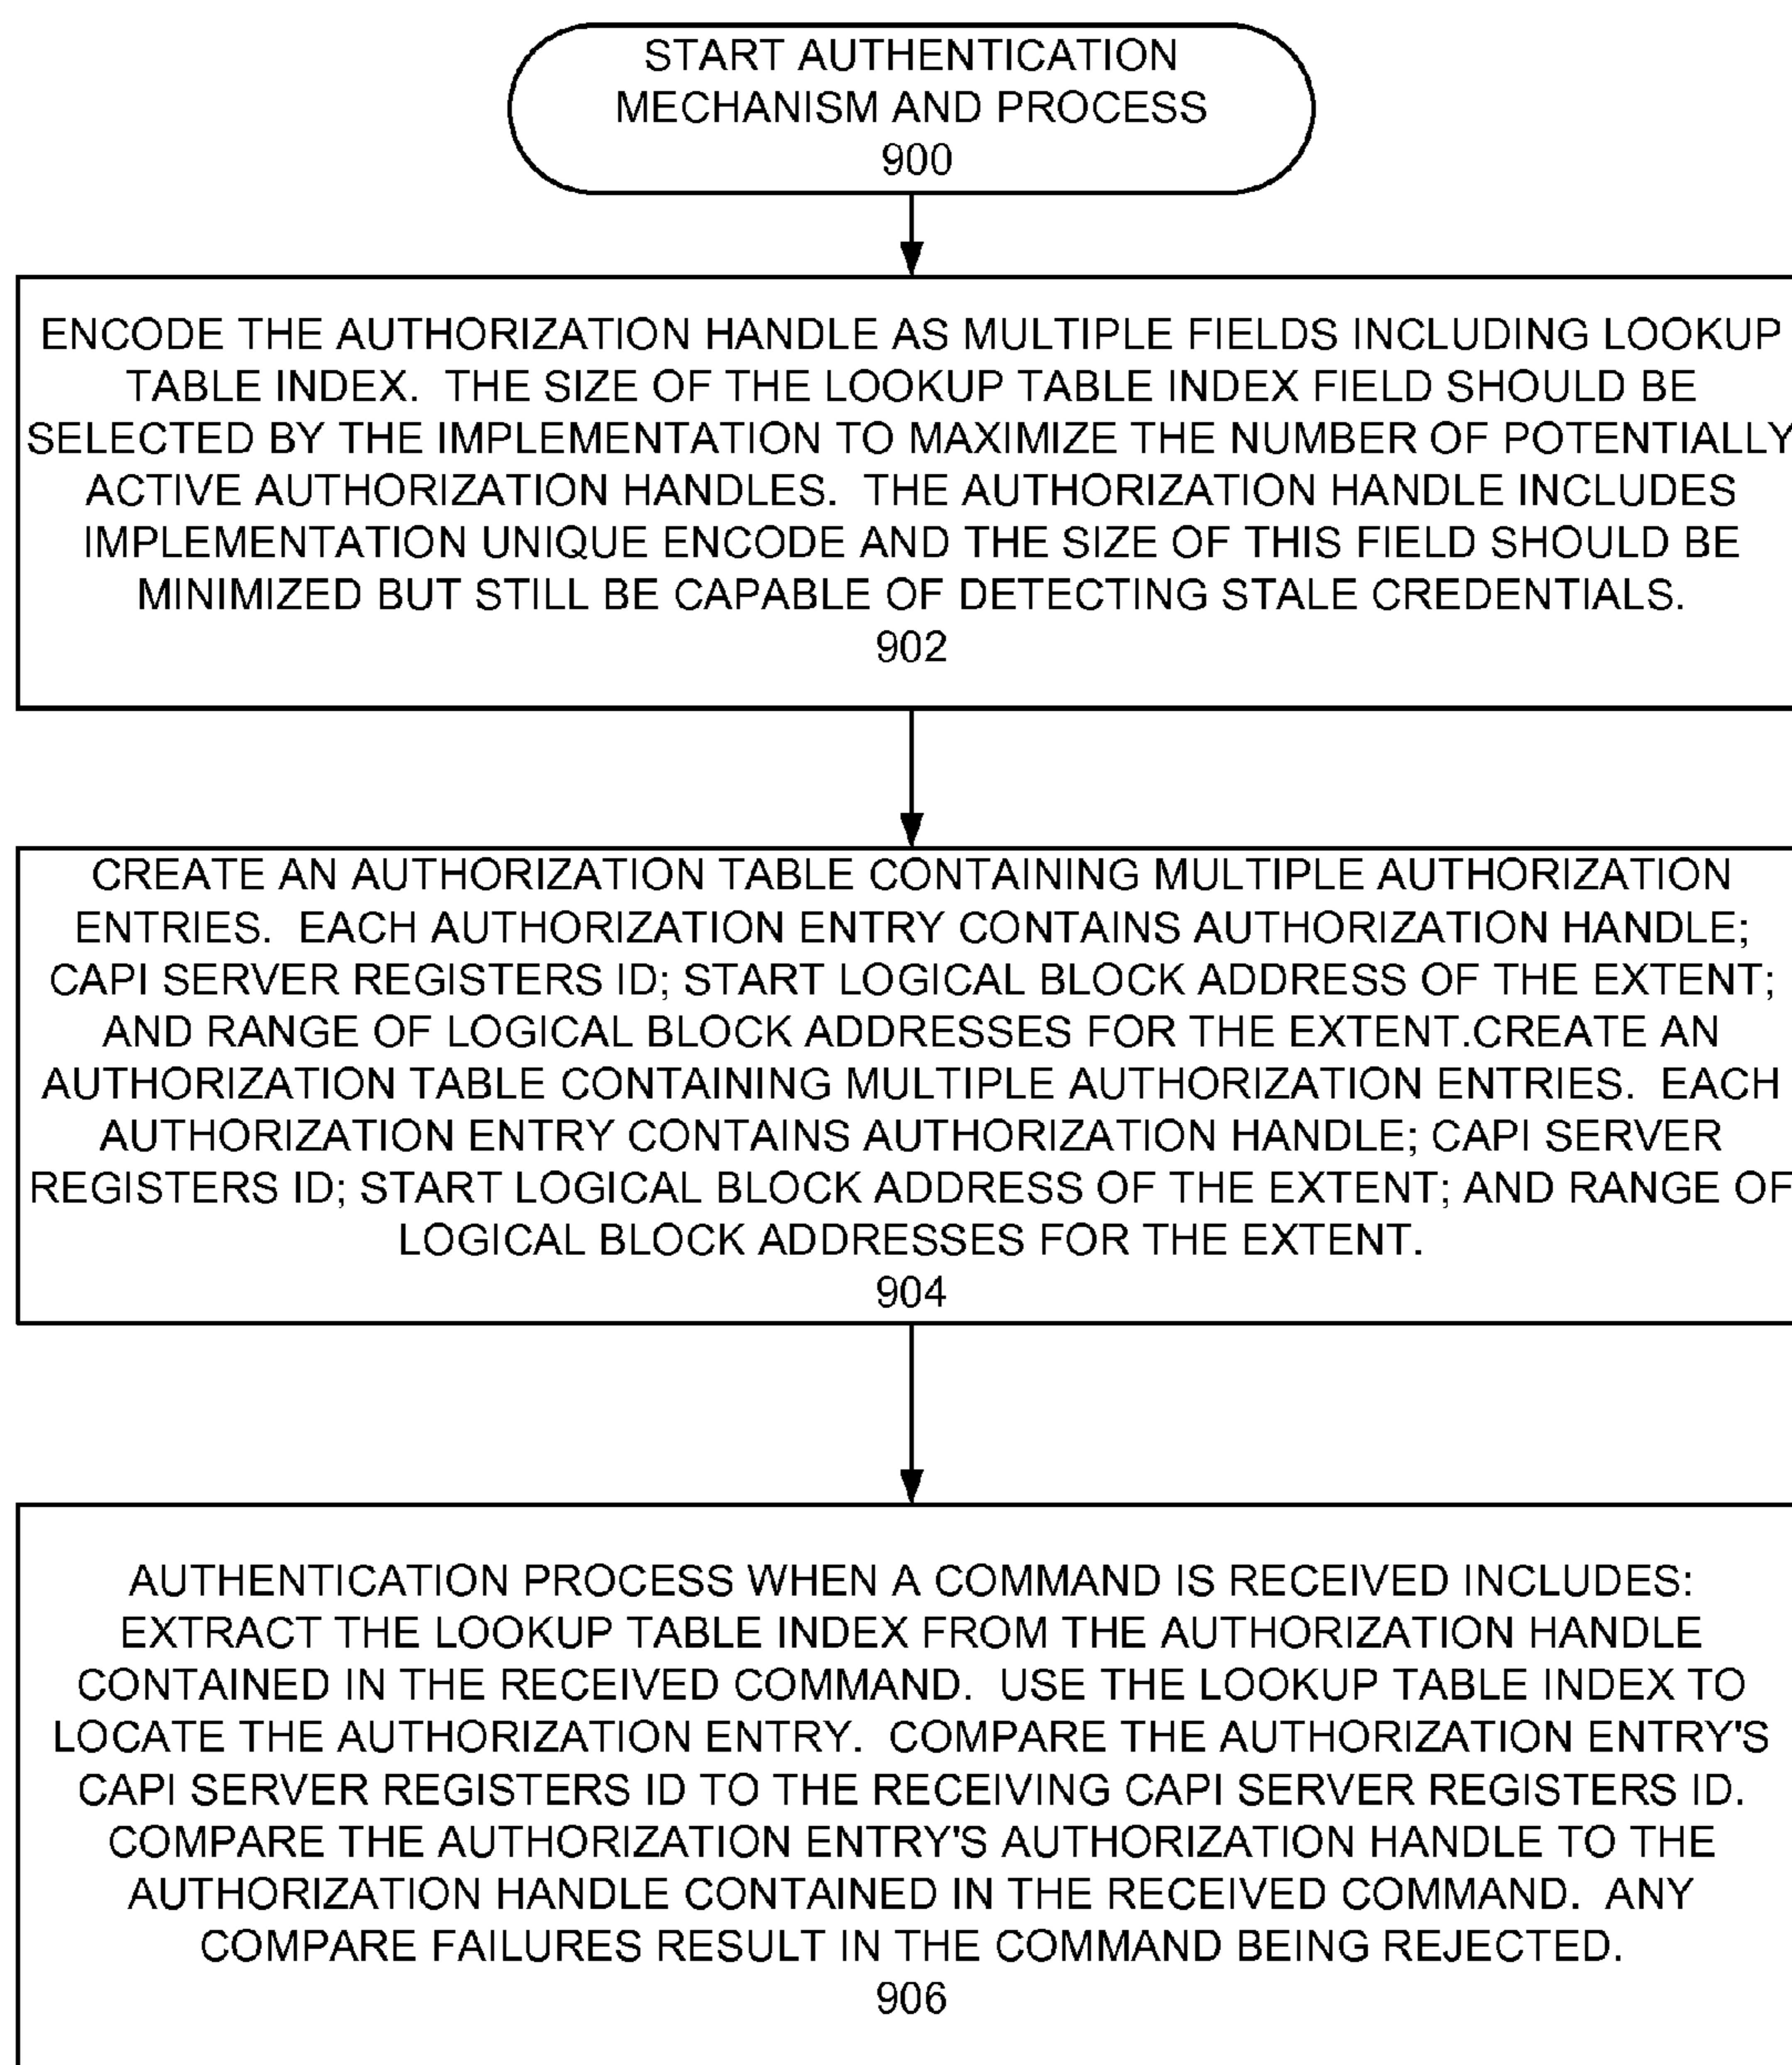 START AUTHENTICATION
MECHANISM AND PROCESS
900
ENCODE THE AUTHORIZATION HANDLE AS MULTIPLE FIELDS INCLUDING LOOKUP
TABLE INDEX.  THE SIZE OF THE LOOKUP TABLE INDEX FIELD SHOULD BE
SELECTED BY THE IMPLEMENTATION TO MAXIMIZE THE NUMBER OF POTENTIALLY
ACTIVE AUTHORIZATION HANDLES.  THE AUTHORIZATION HANDLE INCLUDES
IMPLEMENTATION UNIQUE ENCODE AND THE SIZE OF THIS FIELD SHOULD BE
MINIMIZED BUT STILL BE CAPABLE OF DETECTING STALE CREDENTIALS.
902
CREATE AN AUTHORIZATION TABLE CONTAINING MULTIPLE AUTHORIZATION
ENTRIES.  EACH AUTHORIZATION ENTRY CONTAINS AUTHORIZATION HANDLE;
CAPI SERVER REGISTERS ID; START LOGICAL BLOCK ADDRESS OF THE EXTENT;
AND RANGE OF LOGICAL BLOCK ADDRESSES FOR THE EXTENT.CREATE AN
AUTHORIZATION TABLE CONTAINING MULTIPLE AUTHORIZATION ENTRIES.  EACH
AUTHORIZATION ENTRY CONTAINS AUTHORIZATION HANDLE; CAPI SERVER
REGISTERS ID; START LOGICAL BLOCK ADDRESS OF THE EXTENT; AND RANGE OF
LOGICAL BLOCK ADDRESSES FOR THE EXTENT.
904
AUTHENTICATION PROCESS WHEN A COMMAND IS RECEIVED INCLUDES:
EXTRACT THE LOOKUP TABLE INDEX FROM THE AUTHORIZATION HANDLE
CONTAINED IN THE RECEIVED COMMAND.  USE THE LOOKUP TABLE INDEX TO
LOCATE THE AUTHORIZATION ENTRY.  COMPARE THE AUTHORIZATION ENTRY'S
CAPI SERVER REGISTERS ID TO THE RECEIVING CAPI SERVER REGISTERS ID.
COMPARE THE AUTHORIZATION ENTRY'S AUTHORIZATION HANDLE TO THE
AUTHORIZATION HANDLE CONTAINED IN THE RECEIVED COMMAND.  ANY
COMPARE FAILURES RESULT IN THE COMMAND BEING REJECTED.
906